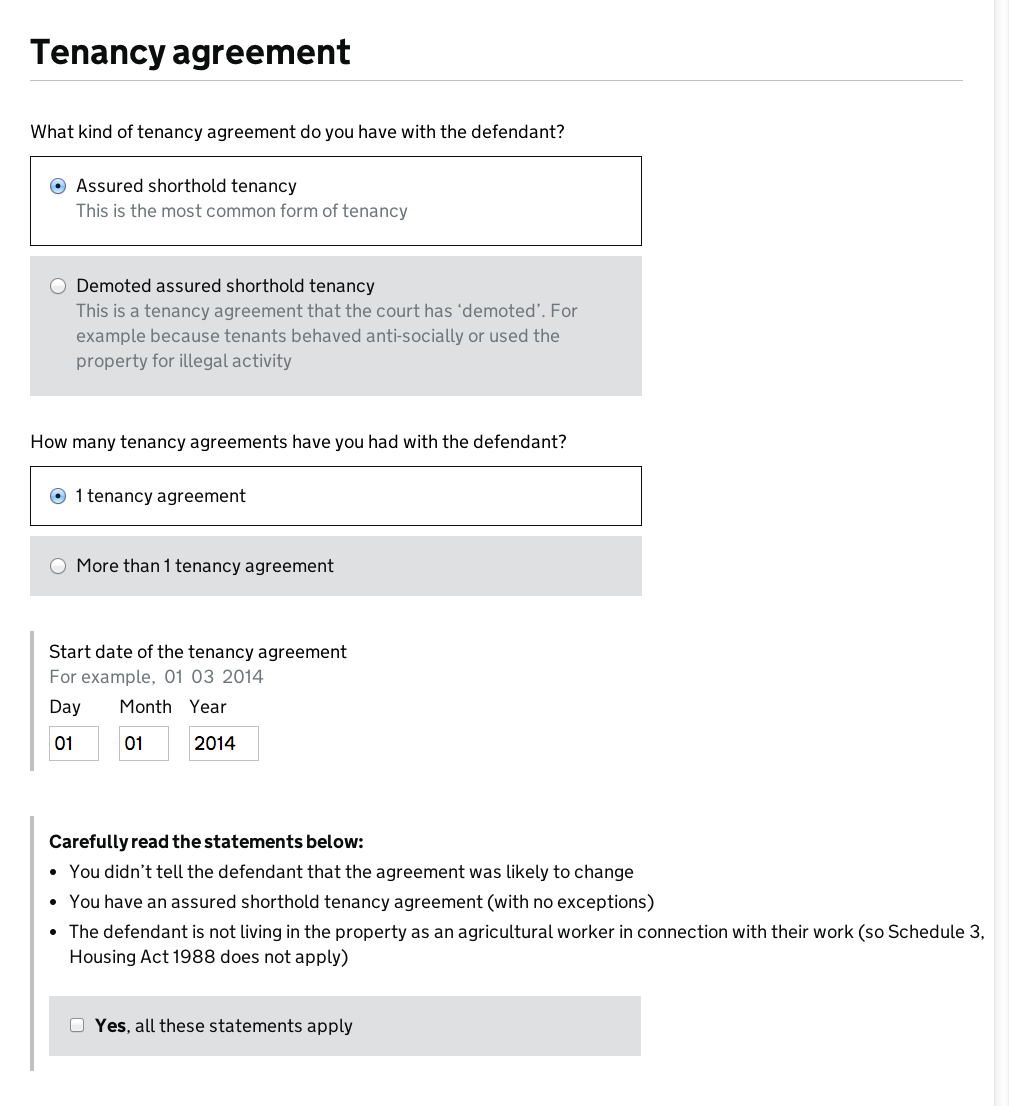 Tenancy agreement
What kind of tenancy agreement do you have with the defendant?
Assured shorthold tenancy
This is the most common form of tenancy
Demoted assured shorthold tenancy
This is a tenancy agreement that the court has ‘demoted’. For
example because tenants behaved anti-socially or used the
property for illegal activity
How many tenancy agreements have you had with the defendant?
1 tenancy agreement
More than 1 tenancy agreement
Start date of the tenancy agreement
For example, 01 03 2014
Day Month Year
01 01 2014
Carefully read the statements below:
• You didn’t tell the defendant that the agreement was likely to change
• You have an assured shorthold tenancy agreement (with no exceptions)
• The defendant is not living in the property as an agricultural worker in connection with their work (so Schedule 3,
Housing Act 1988 does not apply)
Yes, all these statements apply